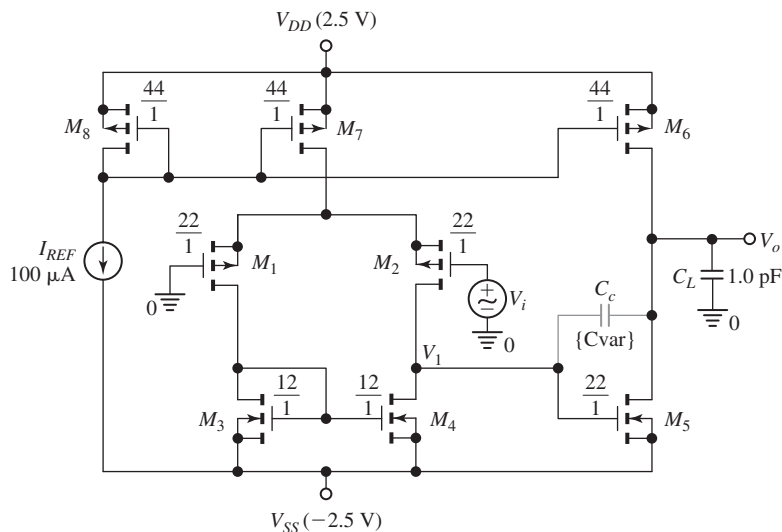 V_DD (2.5 V)
44/1
M_8
44/1
M_7
44/1
M_6
I_REF
100 μA
22/1
M_1
0
22/1
M_2
V_i
0
V_o
C_L
1.0 pF
0
C_c
{Cvar}
V_1
12/1
M_3
12/1
M_4
22/1
M_5
V_SS (−2.5 V)